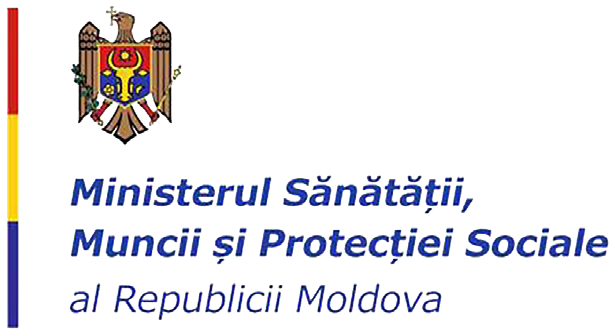 Ministerul Sănătății,
Muncii și Protecției Sociale
al Republicii Moldova